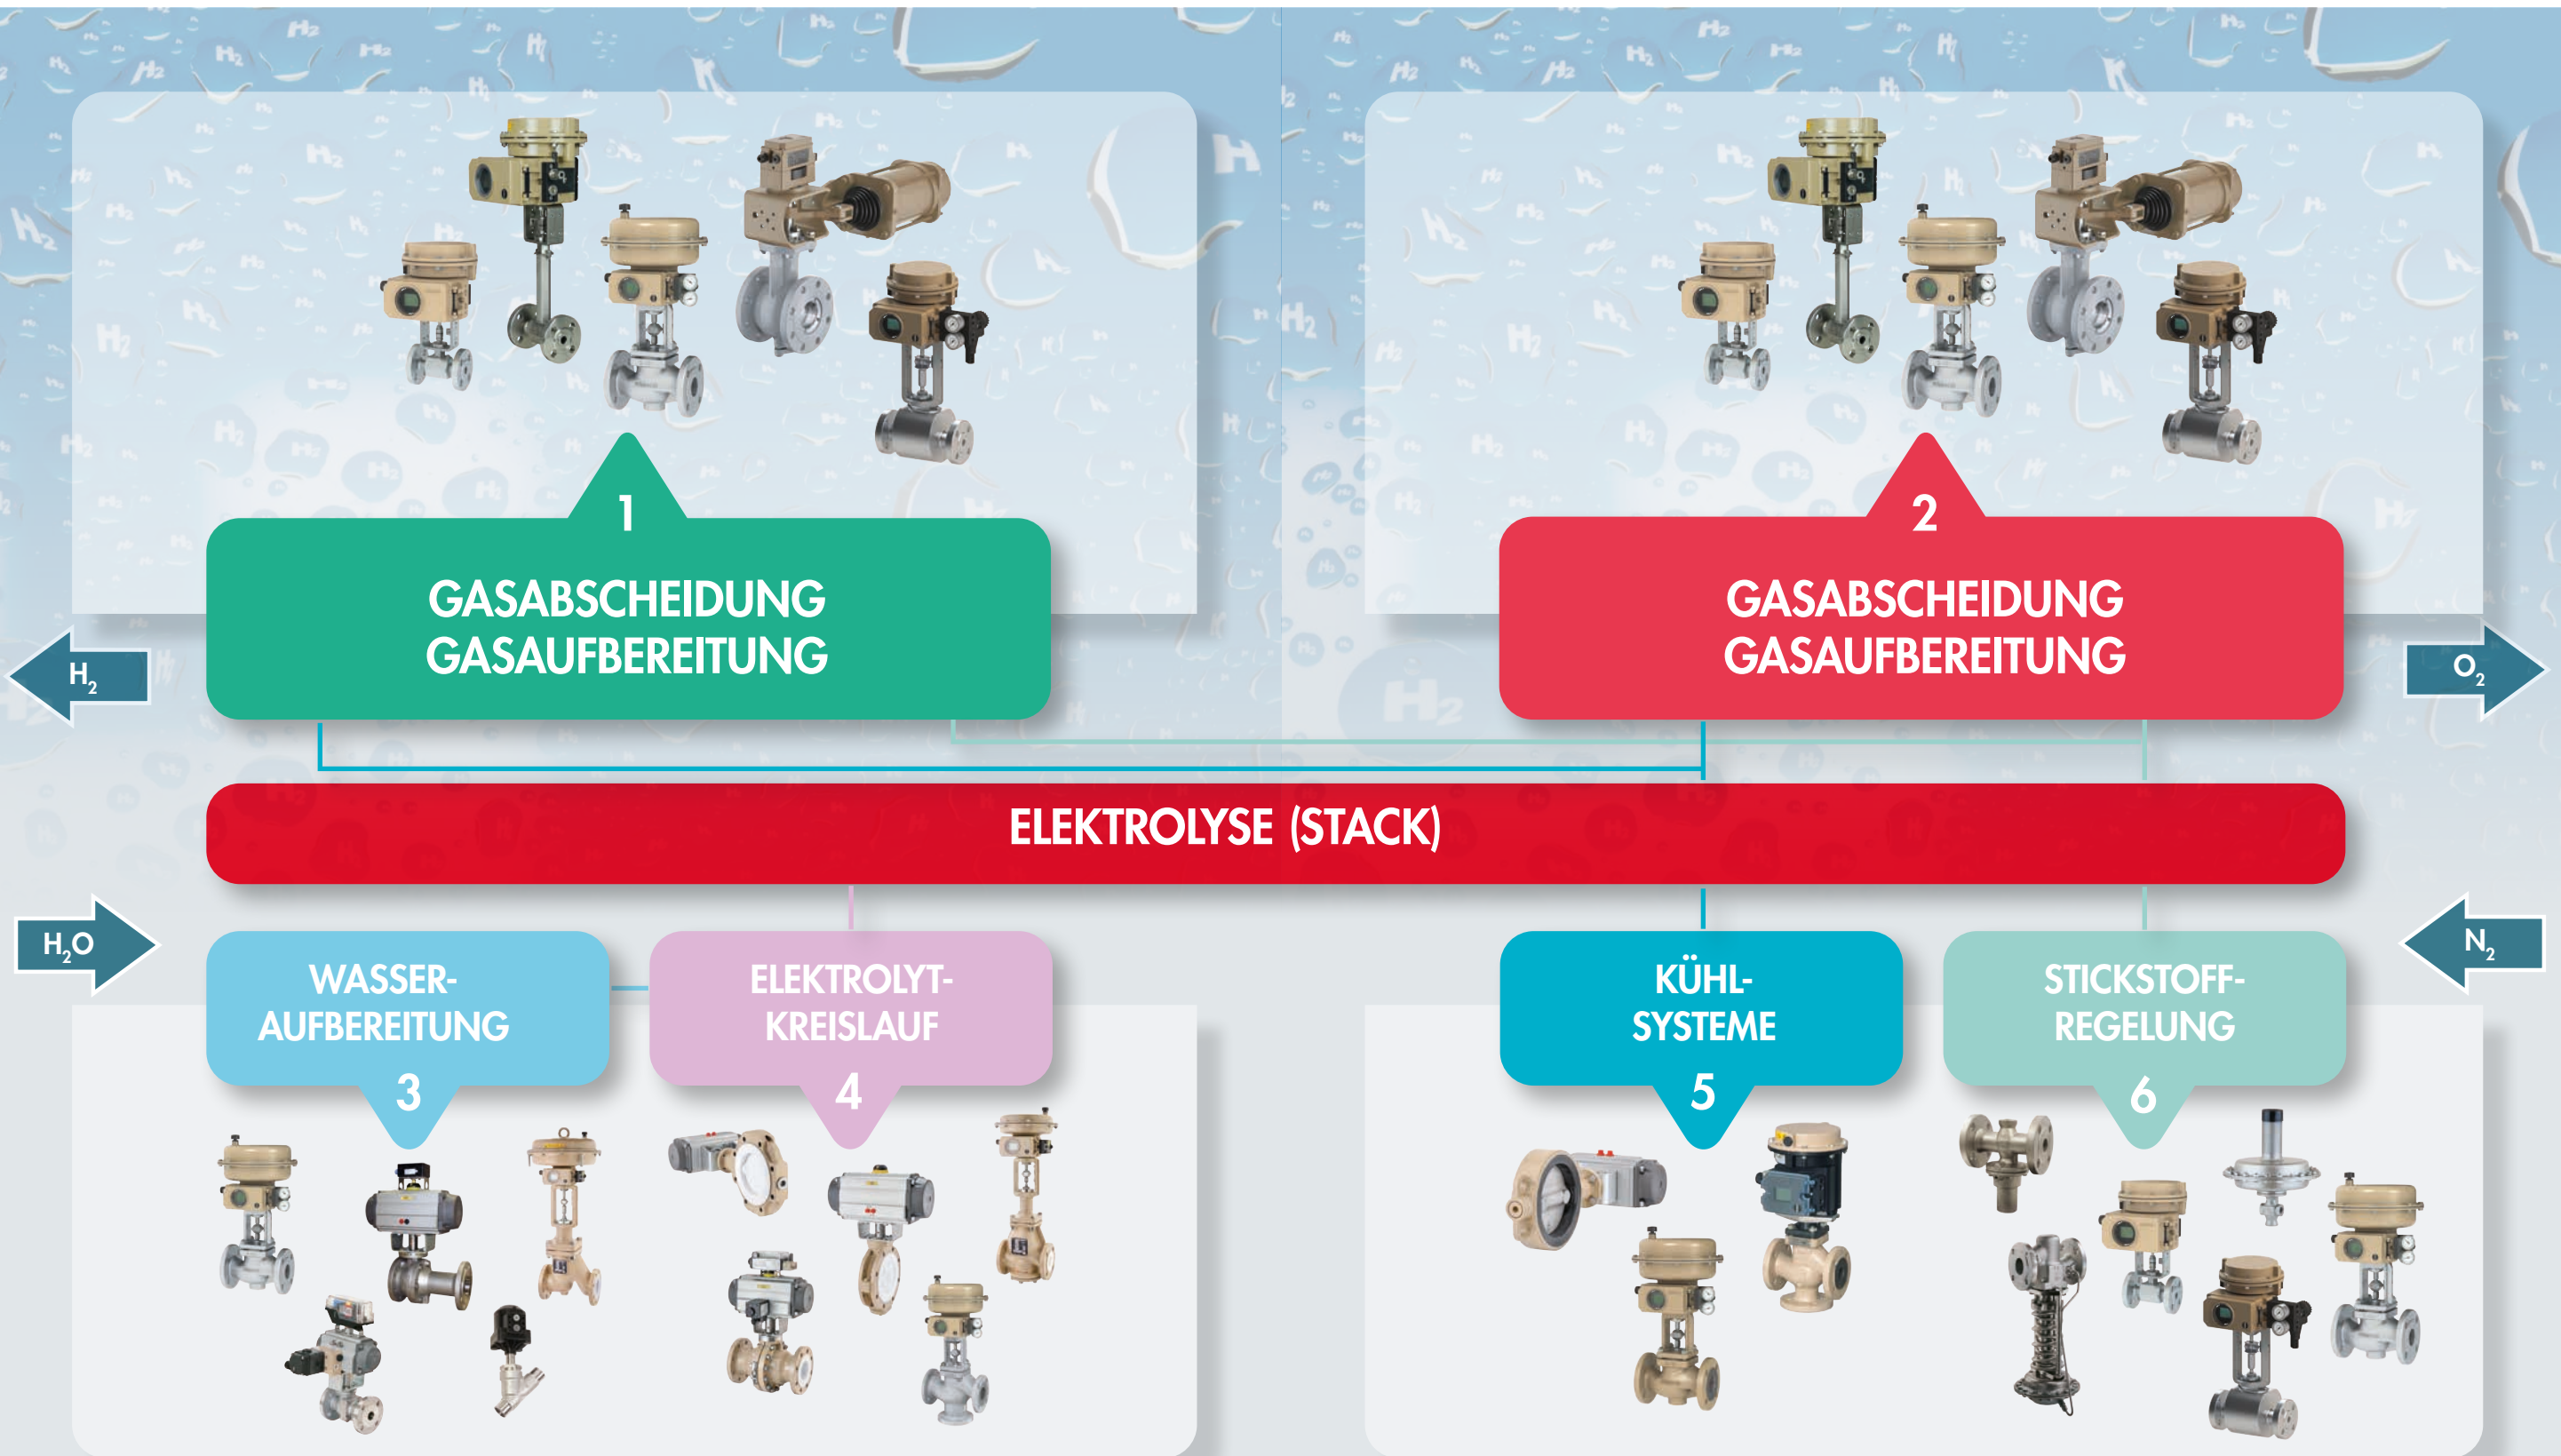 1
GASABSCHEIDUNG
GASAUFBEREITUNG
2
GASABSCHEIDUNG
GASAUFBEREITUNG
H₂
O₂
ELEKTROLYSE (STACK)
H₂O
N₂
WASSER-
AUFBEREITUNG
3
ELEKTROLYT-
KREISLAUF
4
KÜHL-
SYSTEME
5
STICKSTOFF-
REGELUNG
6